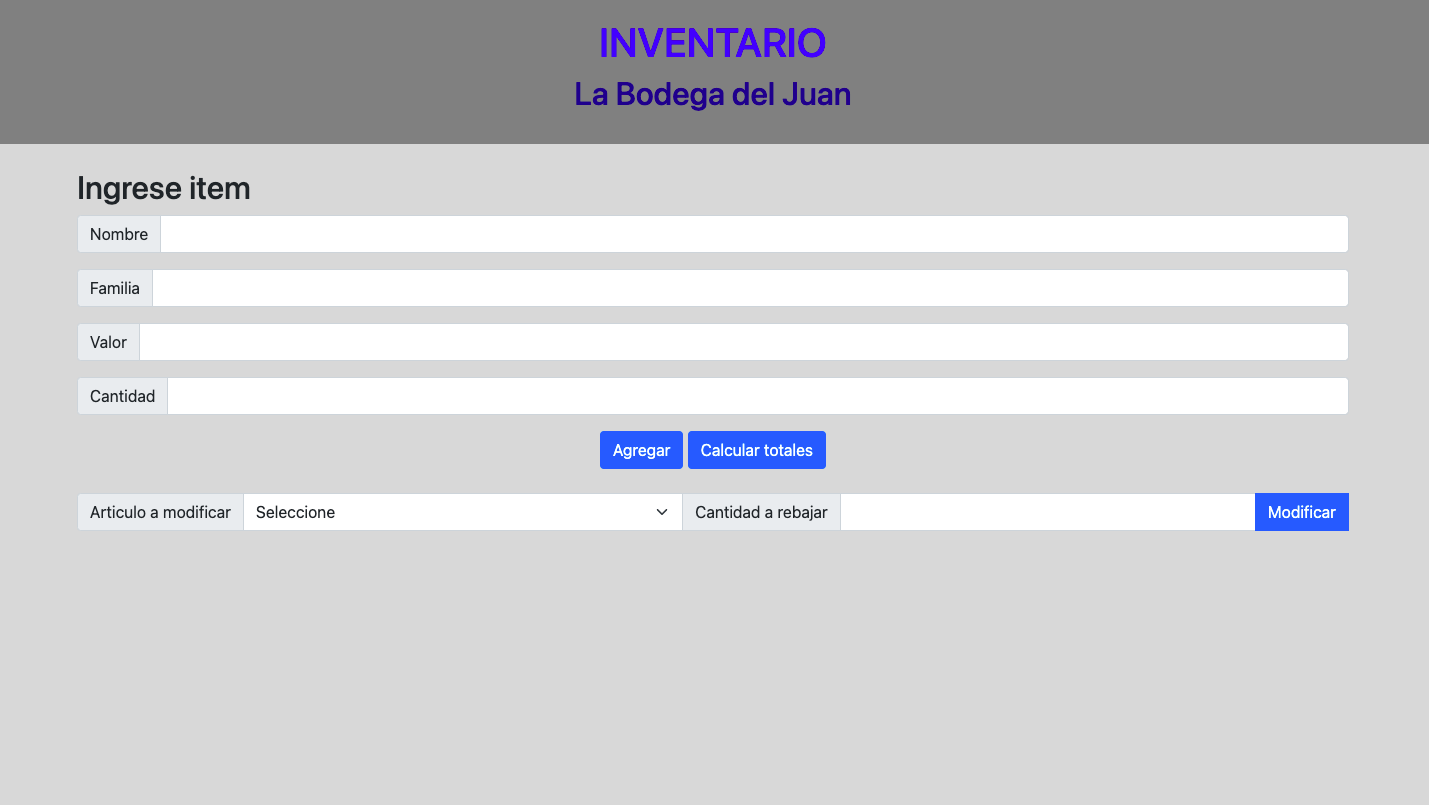 INVENTARIO
La Bodega del Juan
Ingrese item
Nombre
Familia
Valor
Cantidad
Agregar Calcular totales
Articulo a modificar Seleccione Cantidad a rebajar Modificar